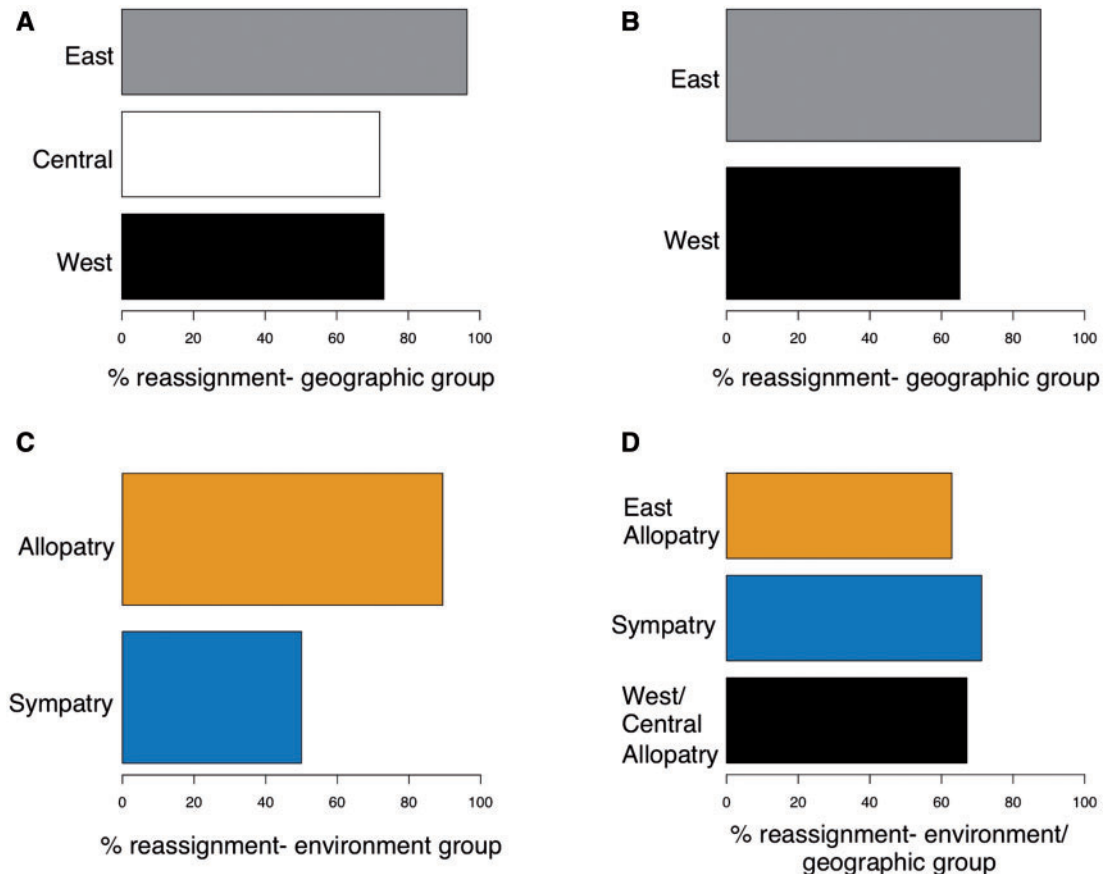 A
East
Central
West
0 20 40 60 80 100
% reassignment- geographic group
B
East
West
0 20 40 60 80 100
% reassignment- geographic group
C
Allopatry
Sympatry
0 20 40 60 80 100
% reassignment- environment group
D
East
Allopatry
Sympatry
West/
Central
Allopatry
0 20 40 60 80 100
% reassignment- environment/
geographic group